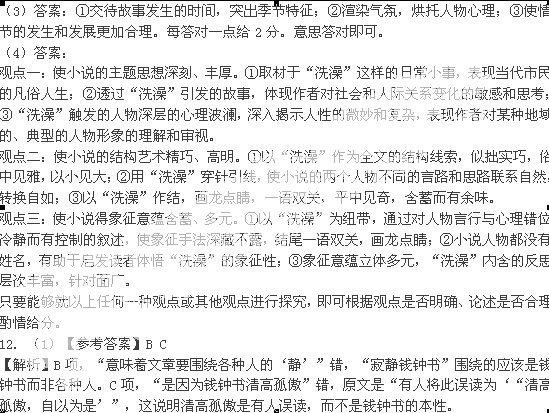 （3）答案：①交待故事发生的时间，突出季节特征；②渲染气氛，烘托人物心理；③使情
节的发生和发展更加合理。每答对一点给 2 分。意思答对即可。
（4）答案：
观点一：使小说的主题思想深刻、丰厚。①取材于“洗澡”这样的日常小事，表现当代市民
的凡俗人生；②透过“洗澡”引发的故事，体现作者对社会和人际关系变化的敏感和思考；
③“洗澡”触发的人物深层的心理波澜，深入揭示人性的微妙和复杂，表现作者对某种地域
的、典型的人物形象的理解和审视。
观点二：使小说的结构艺术精巧、高明。①以“洗澡”作为全文的结构线索，似拙实巧，俗
中见雅，以小见大；②用“洗澡”穿针引线，使小说的两个人物不同的言路和思路联系自然，
转换自如；③以“洗澡”作结，画龙点睛，一语双关，平中见奇，含蓄而有余味。
观点三：使小说得象征意蕴含蓄、多元。①以“洗澡”为纽带，通过对人物言行与心理错位
冷静而有控制的叙述，使象征手法深藏不露，结尾一语双关，画龙点睛；②小说人物都没有
姓名，有助于启发读者体悟“洗澡”的象征性；③象征意蕴立体多元，“洗澡”内含的反思
层次丰富，针对面广。
只要能够就以上任何一种观点或其他观点进行探究，即可根据观点是否明确、论述是否合理
酌情给分。
12. （1）【参考答案】B C
【解析】B 项，“意味着文章要围绕各种人的‘静’”错，“寂静钱钟书”围绕的应该是钱
钟书而非各种人。C 项，“是因为钱钟书清高孤傲”错，原文是“有人将此误读为‘“清高
孤傲，自以为是’”，这说明清高孤傲是有人误读，而不是钱钟书的本性。